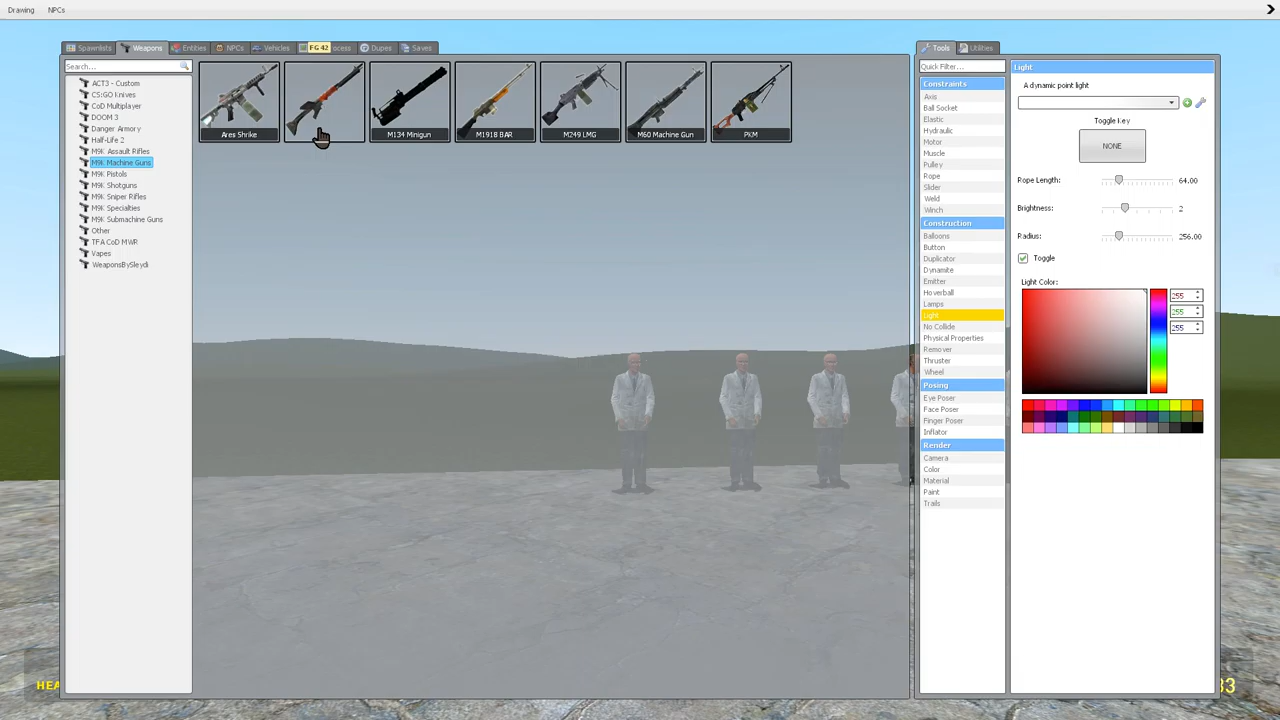 Drawing NPCs
Spawnlists Weapons Entities NPCs Vehicles FG 42 ocess Dupes Saves
Tools Utilities
Search...
Quick Filter...
ACT3 - Custom
CS:GO Knives
CoD Multiplayer
DOOM 3
Danger Armory
Half-Life 2
M9K Assault Rifles
M9K Machine Guns
M9K Pistols
M9K Shotguns
M9K Sniper Rifles
M9K Specialties
M9K Submachine Guns
Other
TFA CoD MWR
Vapes
WeaponsBySleydi
Ares Shrike
M134 Minigun
M1918 BAR
M249 LMG
M60 Machine Gun
PKM
Constraints
Axis
Ball Socket
Elastic
Hydraulic
Motor
Muscle
Pulley
Rope
Slider
Weld
Winch
Construction
Balloons
Button
Duplicator
Dynamite
Emitter
Hoverball
Lamps
Light
No Collide
Physical Properties
Remover
Thruster
Wheel
Posing
Eye Poser
Face Poser
Finger Poser
Inflator
Render
Camera
Color
Material
Paint
Trails
Light
A dynamic point light
Toggle Key
NONE
Rope Length: 64.00
Brightness: 2
Radius: 256.00
Toggle
Light Color:
255
255
255
HEA
33